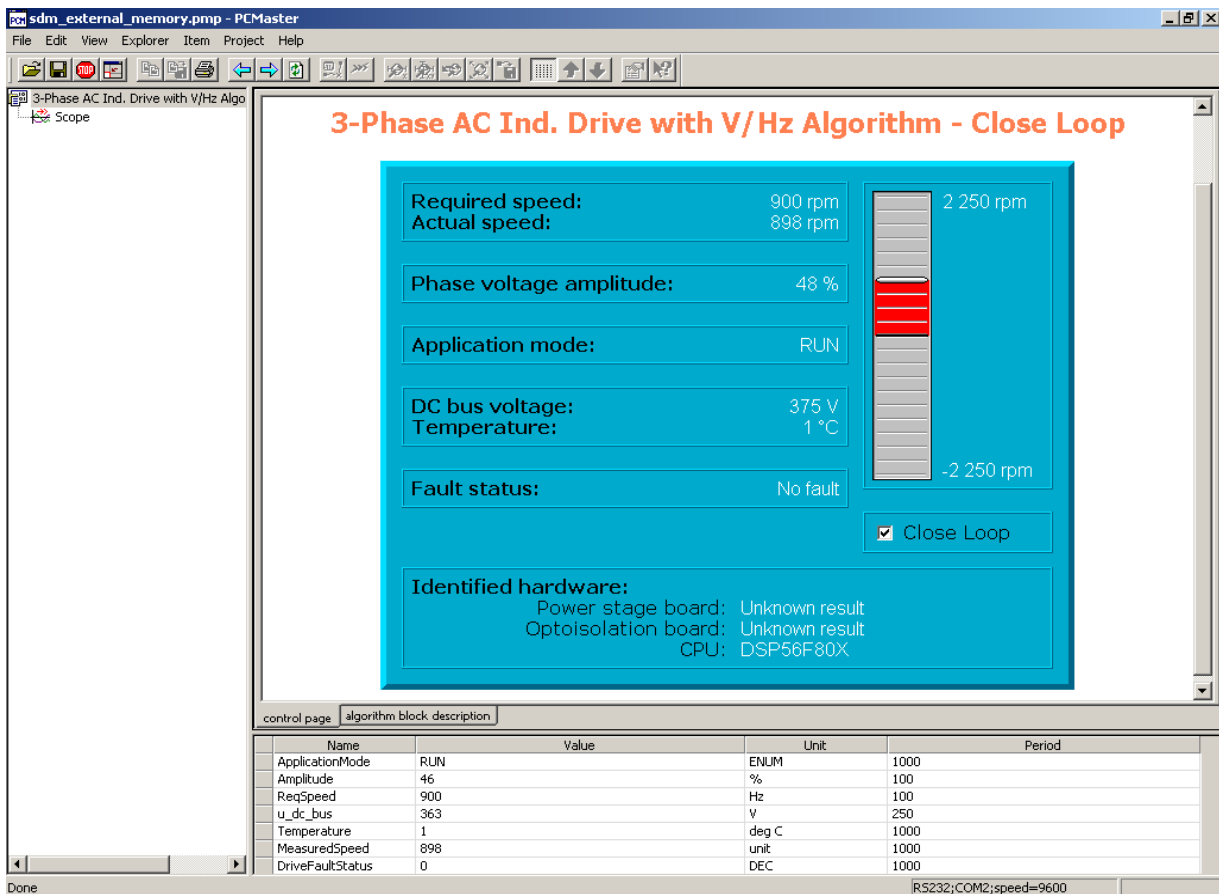 sdm_external_memory.pmp - PCMaster
File Edit View Explorer Item Project Help
3-Phase AC Ind. Drive with V/Hz Algo
Scope
3-Phase AC Ind. Drive with V/Hz Algorithm - Close Loop
Required speed: 900 rpm
Actual speed: 898 rpm
2 250 rpm
Phase voltage amplitude: 48 %
Application mode: RUN
DC bus voltage: 375 V
Temperature: 1 °C
-2 250 rpm
Fault status: No fault
Close Loop
Identified hardware:
Power stage board: Unknown result
Optoisolation board: Unknown result
CPU: DSP56F80X
control page algorithm block description
Name Value Unit Period
ApplicationMode RUN ENUM 1000
Amplitude 46 % 100
ReqSpeed 900 Hz 100
u_dc_bus 363 V 250
Temperature 1 deg C 1000
MeasuredSpeed 898 unit 1000
DriveFaultStatus 0 DEC 1000
Done RS232;COM2;speed=9600